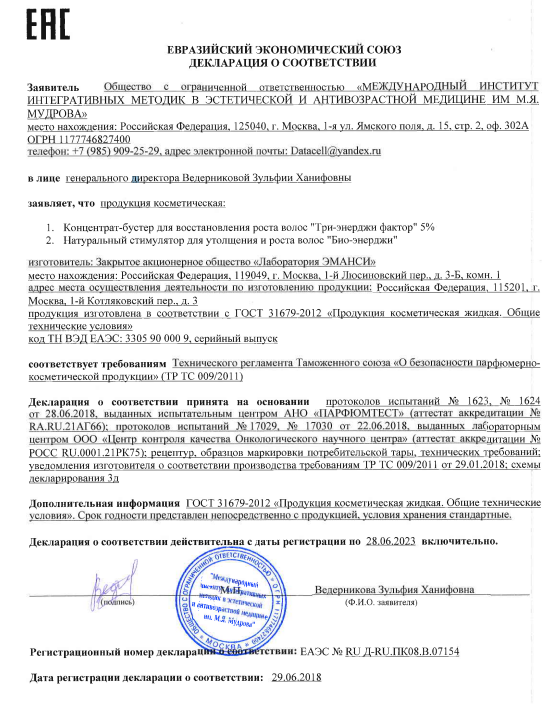 EAC
ЕВРАЗИЙСКИЙ ЭКОНОМИЧЕСКИЙ СОЮЗ
ДЕКЛАРАЦИЯ О СООТВЕТСТВИИ
Заявитель Общество с ограниченной ответственностью «МЕЖДУНАРОДНЫЙ ИНСТИТУТ
ИНТЕГРАТИВНЫХ МЕТОДИК В ЭСТЕТИЧЕСКОЙ И АНТИВОЗРАСТНОЙ МЕДИЦИНЕ ИМ М.Я.
МУДРОВА»
место нахождения: Российская Федерация, 125040, г. Москва, 1-я ул. Ямского поля, д. 15, стр. 2, оф. 302А
ОГРН 1177746827400
телефон: +7 (985) 909-25-29, адрес электронной почты: Datacell@yandex.ru
в лице генерального директора Ведерниковой Зульфии Ханифовны
заявляет, что продукция косметическая:
1. Концентрат-бустер для восстановления роста волос "Три-энерджи фактор" 5%
2. Натуральный стимулятор для утолщения и роста волос "Био-энерджи"
изготовитель: Закрытое акционерное общество «Лаборатория ЭМАНСИ»
место нахождения: Российская Федерация, 119049, г. Москва, 1-й Люсиновский пер., д. 3-Б, комн. 1
адрес места осуществления деятельности по изготовлению продукции: Российская Федерация, 115201, г.
Москва, 1-й Котляковский пер., д. 3
продукция изготовлена в соответствии с ГОСТ 31679-2012 «Продукция косметическая жидкая. Общие
технические условия»
код ТН ВЭД ЕАЭС: 3305 90 000 9, серийный выпуск
соответствует требованиям Технического регламента Таможенного союза «О безопасности парфюмерно-
косметической продукции» (ТР ТС 009/2011)
Декларация о соответствии принята на основании протоколов испытаний № 1623, № 1624
от 28.06.2018, выданных испытательным центром АНО «ПАРФЮМТЕСТ» (аттестат аккредитации №
RA.RU.21АГ66); протоколов испытаний №17029, № 17030 от 22.06.2018, выданных лабораторным
центром ООО «Центр контроля качества Онкологического научного центра» (аттестат аккредитации №
РОСС RU.0001.21РК75); рецептур, образцов маркировки потребительской тары, технических требований;
уведомления изготовителя о соответствии производства требованиям ТР ТС 009/2011 от 29.01.2018; схемы
декларирования 3д
Дополнительная информация ГОСТ 31679-2012 «Продукция косметическая жидкая. Общие технические
условия». Срок годности представлен непосредственно с продукцией, условия хранения стандартные.
Декларация о соответствии действительна с даты регистрации по 28.06.2023 включительно.
(подпись)
М.П.
Ведерникова Зульфия Ханифовна
(Ф.И.О. заявителя)
ОБЩЕСТВО С ОГРАНИЧЕННОЙ ОТВЕТСТВЕННОСТЬЮ * ОГРН 1177746827400 * МОСКВА *
"Международный
институт интегративных
методик в эстетической
и антивозрастной медицине
им. М.Я. Мудрова"
Регистрационный номер декларации о соответствии: ЕАЭС № RU Д-RU.ПК08.В.07154
Дата регистрации декларации о соответствии: 29.06.2018